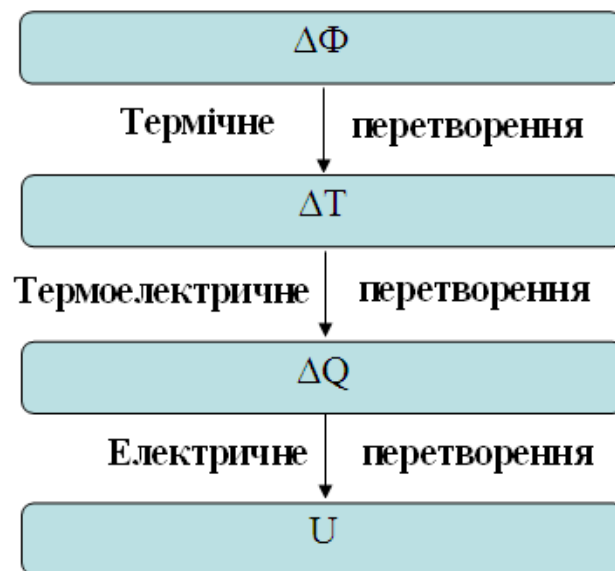 ΔΦ
Термічне перетворення
ΔT
Термоелектричне перетворення
ΔQ
Електричне перетворення
U